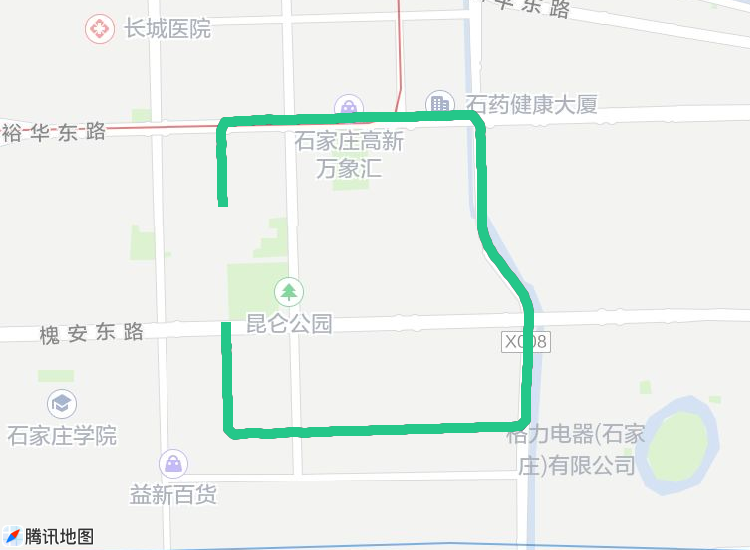 华东路
长城医院
石药健康大厦
裕华东路
石家庄高新
万象汇
昆仑公园
槐安东路
X008
石家庄学院
格力电器(石家
庄)有限公司
益新百货
腾讯地图